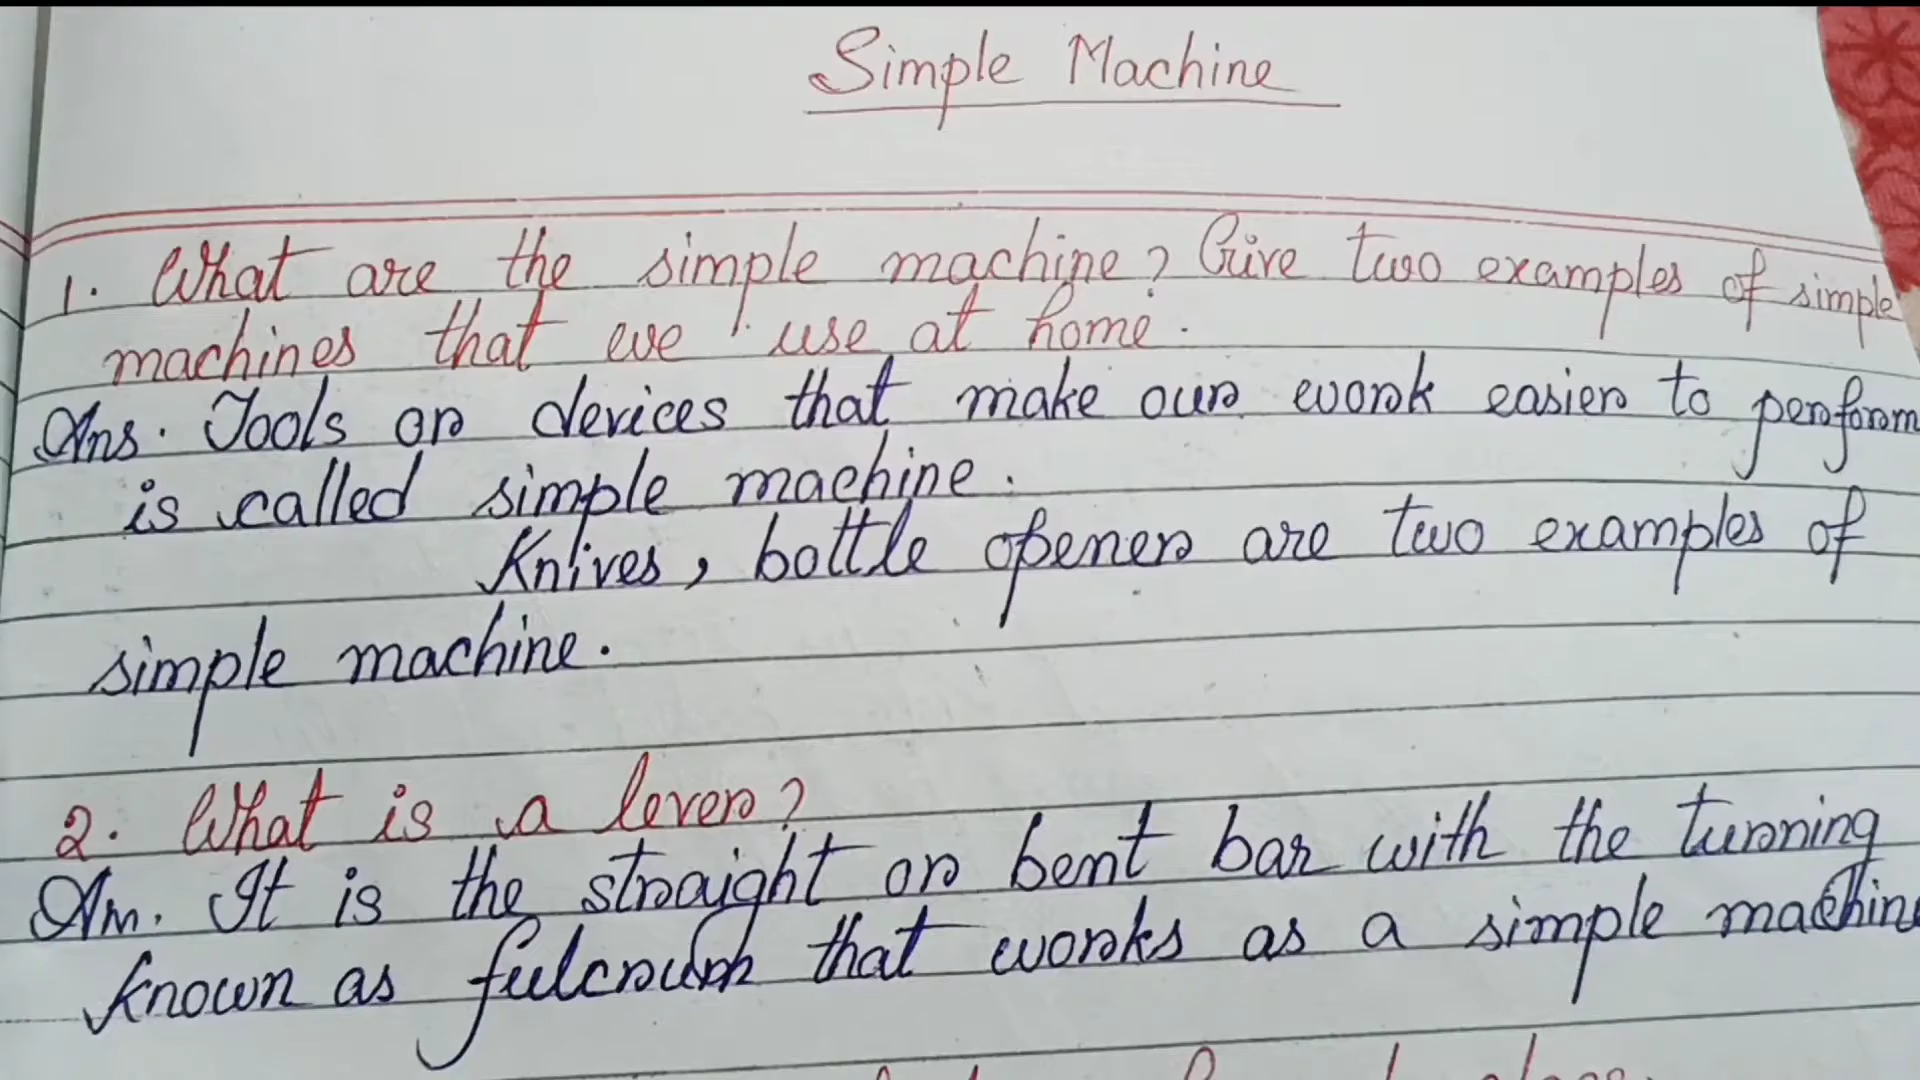 Simple Machine
1. What are the simple machine? Give two examples of simple
machines that we use at home.
Ans. Tools or devices that make our work easier to perform
is called simple machine.
Knives, bottle opener are two examples of
simple machine.
2. What is a lever?
Ans. It is the straight or bent bar with the turning
known as fulcrum that works as a simple machine